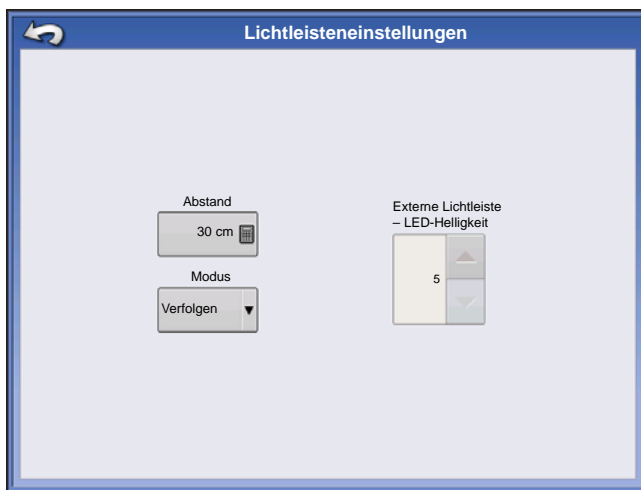 Lichtleisteneinstellungen
Abstand
30 cm
Modus
Verfolgen
Externe Lichtleiste
– LED-Helligkeit
5